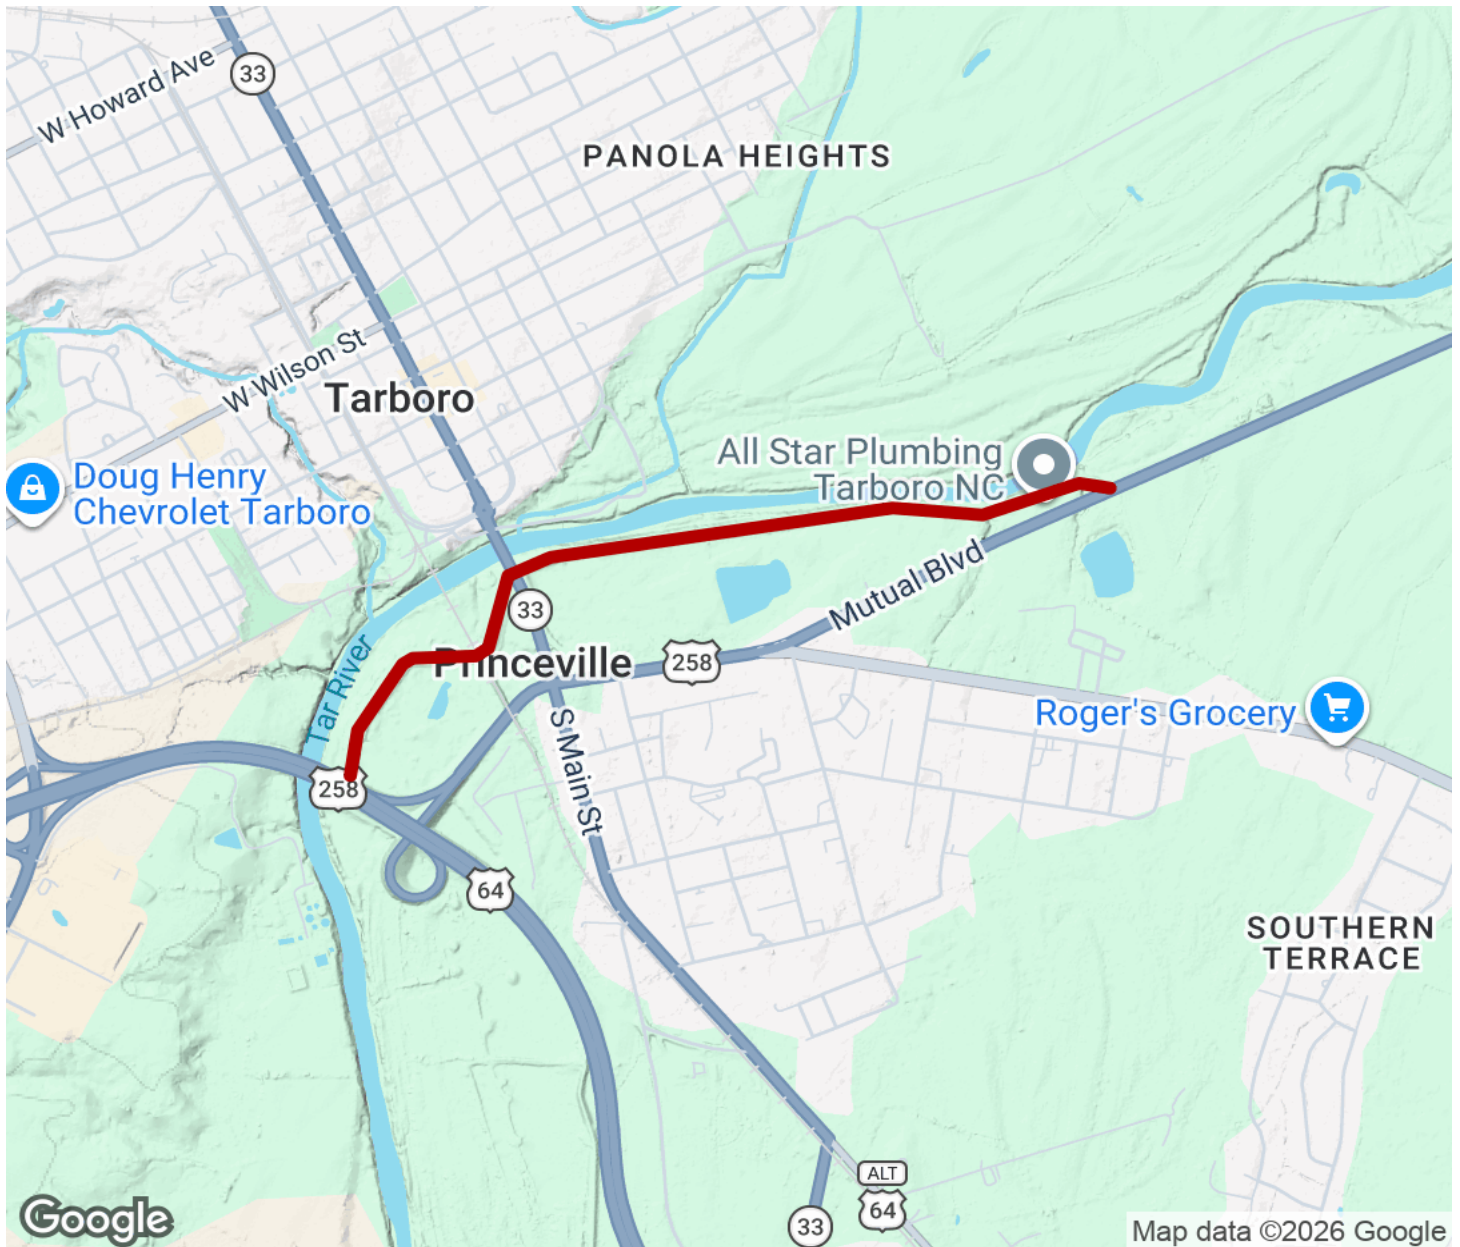 W Howard Ave
33
PANOLA HEIGHTS
W Wilson St
Tarboro
Doug Henry
Chevrolet Tarboro
All Star Plumbing
Tarboro NC
Mutual Blvd
33
Princeville
258
Tar River
Roger's Grocery
S Main St
258
64
SOUTHERN
TERRACE
ALT
64
33
Google
Map data ©2026 Google